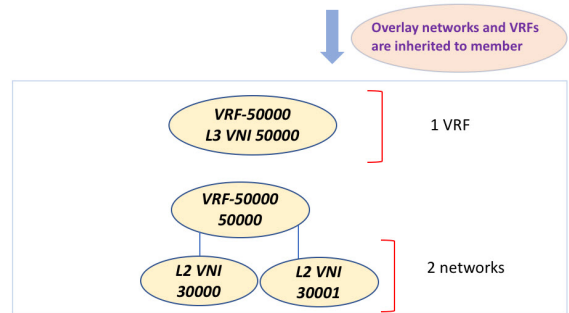 Overlay networks and VRFs
are inherited to member
VRF-50000
L3 VNI 50000
1 VRF
VRF-50000
50000
L2 VNI
30000
L2 VNI
30001
2 networks